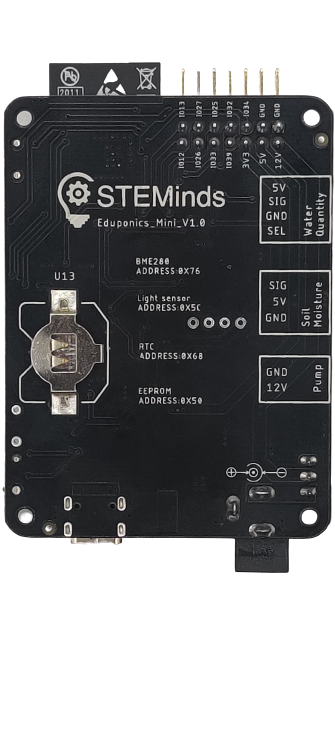 Pb
2011
IO13 IO27 IO25 IO32 IO34 GND GND
IO12 IO26 IO33 IO39 3V3 5V 12V
STEMinds
Eduponics_Mini_V1.0
5V
SIG
GND
SEL
Water
Quantity
BME280
ADDRESS:0X76
U13
Light sensor
ADDRESS:0X5C
SIG
5V
GND
Soil
Moisture
RTC
ADDRESS:0X68
GND
12V
Pump
EEPROM
ADDRESS:0X50